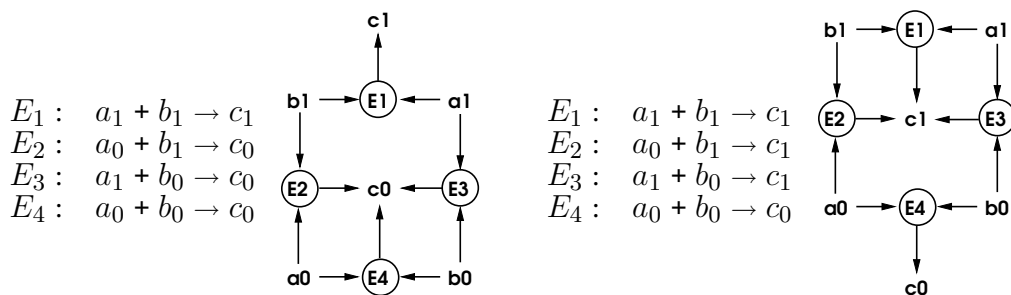 c1
b1 E1 a1
E₁ : a₁ + b₁ → c₁
E₂ : a₀ + b₁ → c₀
E₃ : a₁ + b₀ → c₀
E₄ : a₀ + b₀ → c₀
E2 c0 E3
a0 E4 b0
b1 E1 a1
E₁ : a₁ + b₁ → c₁
E₂ : a₀ + b₁ → c₁
E₃ : a₁ + b₀ → c₁
E₄ : a₀ + b₀ → c₀
E2 c1 E3
a0 E4 b0
c0